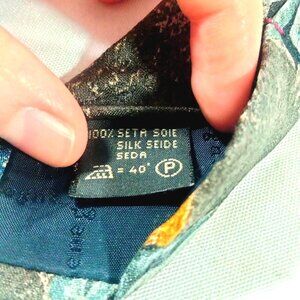 100% SETA SOIE
SILK SEIDE
SEDA
= 40° P